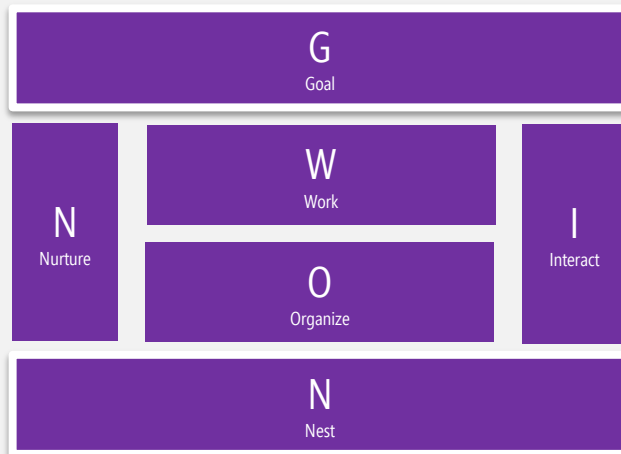 G
Goal
N
Nurture
W
Work
O
Organize
I
Interact
N
Nest